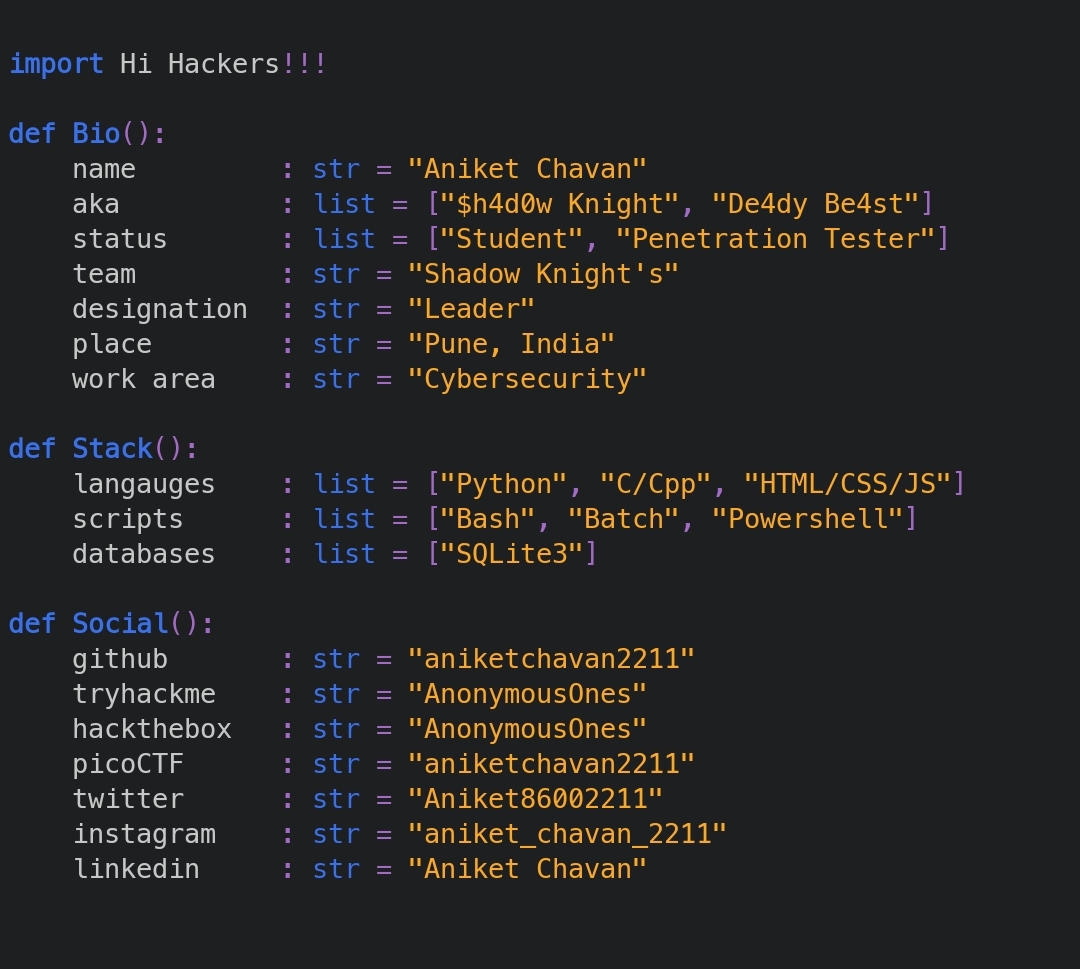 import Hi Hackers!!!
def Bio():
name : str = "Aniket Chavan"
aka : list = ["$h4d0w Knight", "De4dy Be4st"]
status : list = ["Student", "Penetration Tester"]
team : str = "Shadow Knight's"
designation : str = "Leader"
place : str = "Pune, India"
work area : str = "Cybersecurity"
def Stack():
langauges : list = ["Python", "C/Cpp", "HTML/CSS/JS"]
scripts : list = ["Bash", "Batch", "Powershell"]
databases : list = ["SQLite3"]
def Social():
github : str = "aniketchavan2211"
tryhackme : str = "AnonymousOnes"
hackthebox : str = "AnonymousOnes"
picoCTF : str = "aniketchavan2211"
twitter : str = "Aniket86002211"
instagram : str = "aniket_chavan_2211"
linkedin : str = "Aniket Chavan"